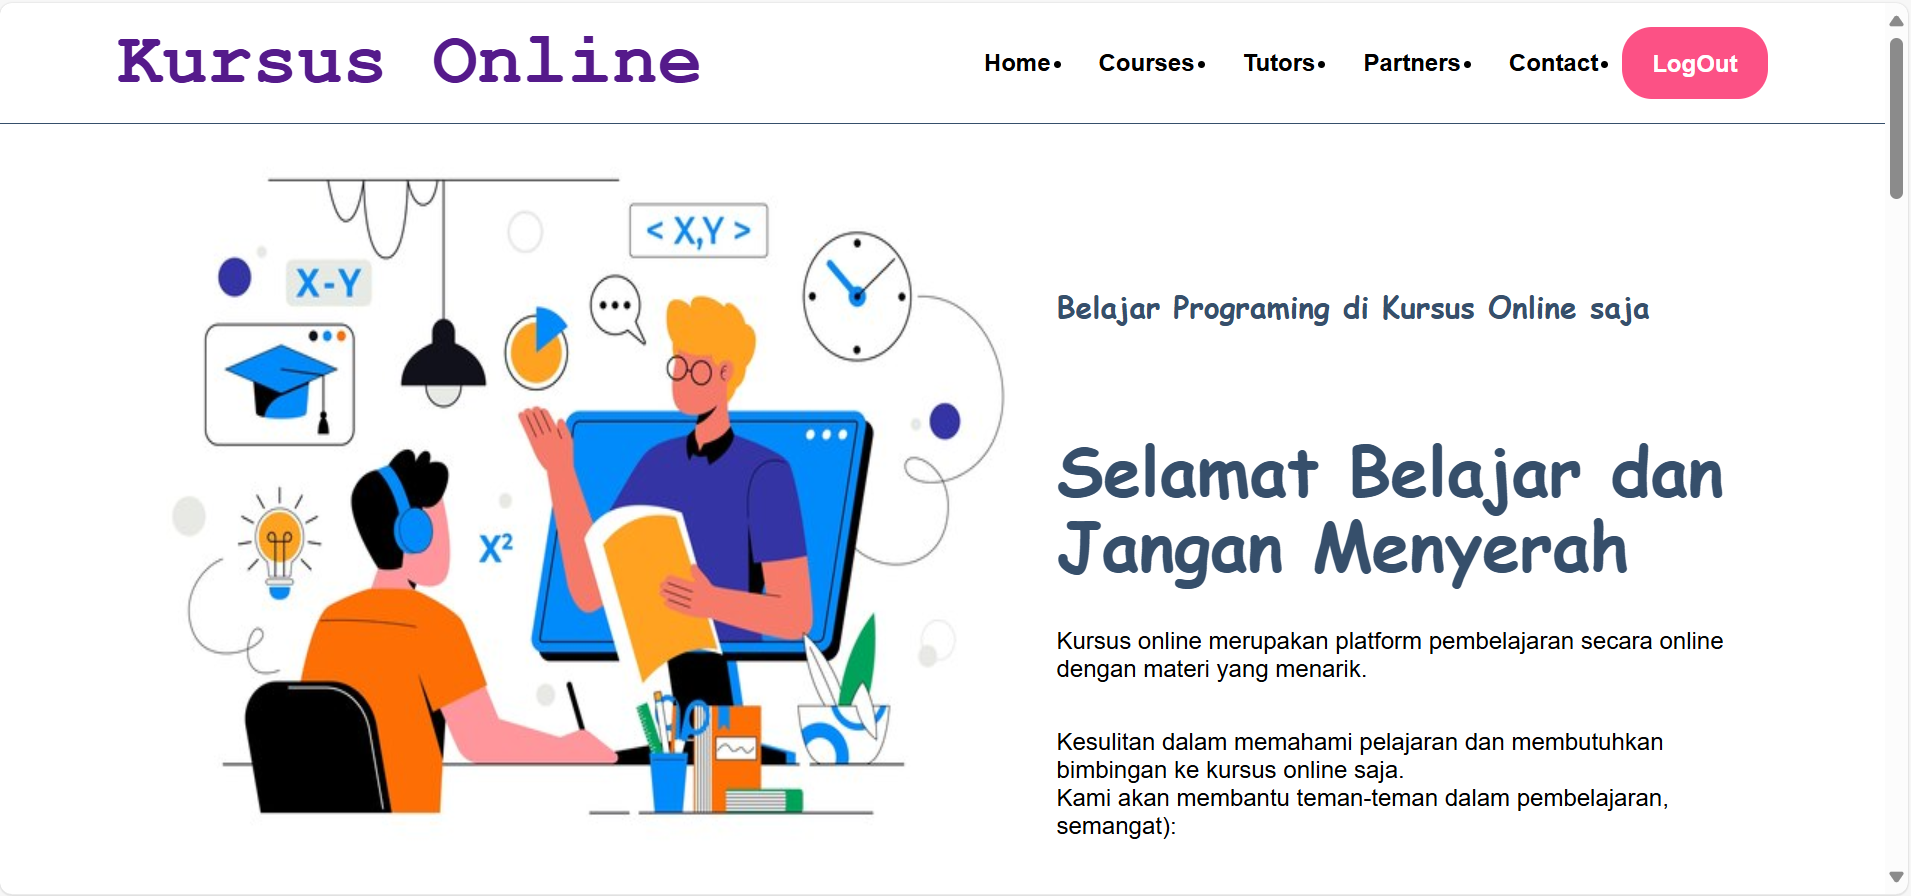 Kursus Online
Home• Courses• Tutors• Partners• Contact• LogOut
< X,Y >
X-Y
X²
Belajar Programing di Kursus Online saja
Selamat Belajar dan
Jangan Menyerah
Kursus online merupakan platform pembelajaran secara online
dengan materi yang menarik.
Kesulitan dalam memahami pelajaran dan membutuhkan
bimbingan ke kursus online saja.
Kami akan membantu teman-teman dalam pembelajaran,
semangat):